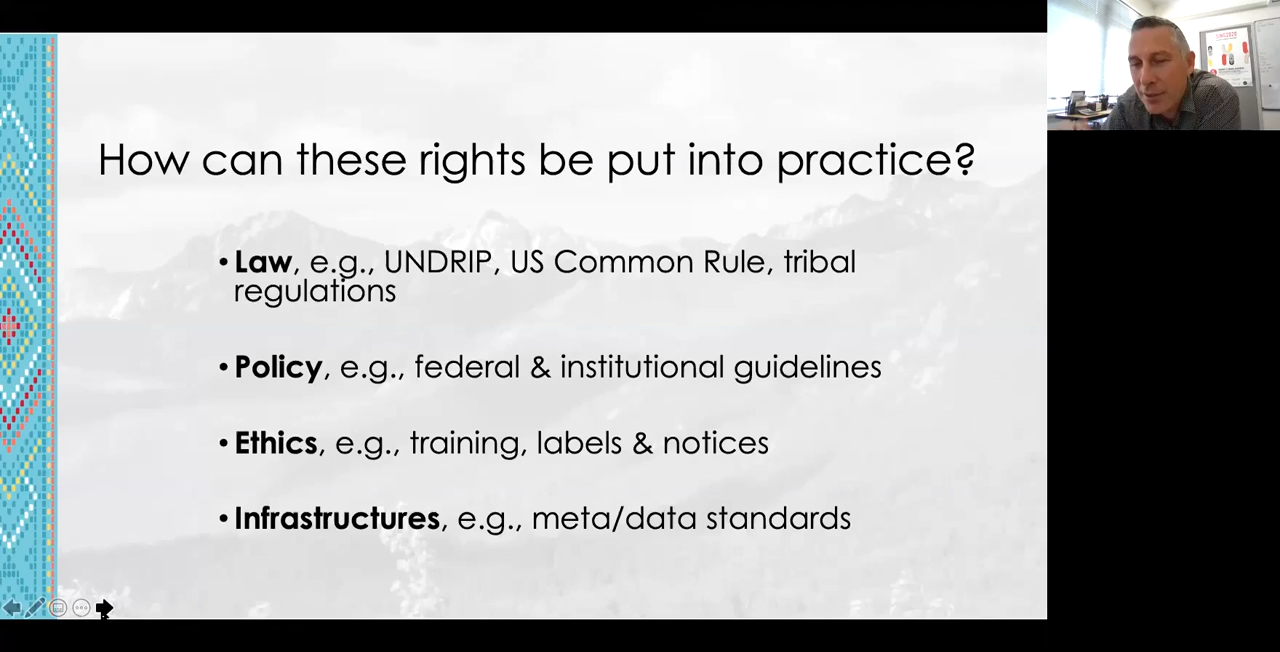 How can these rights be put into practice?
• Law, e.g., UNDRIP, US Common Rule, tribal
regulations
• Policy, e.g., federal & institutional guidelines
• Ethics, e.g., training, labels & notices
• Infrastructures, e.g., meta/data standards